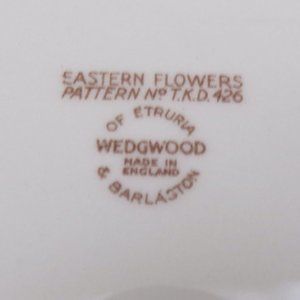 EASTERN FLOWERS
PATTERN Nº T.K.D. 426
OF ETRURIA
WEDGWOOD
MADE IN
ENGLAND
& BARLASTON